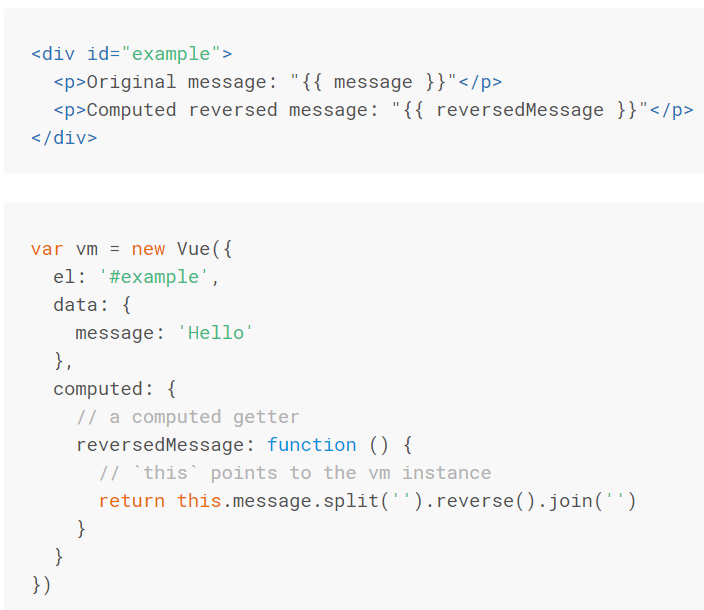 <div id="example">
  <p>Original message: "{{ message }}"</p>
  <p>Computed reversed message: "{{ reversedMessage }}"</p>
</div>
var vm = new Vue({
  el: '#example',
  data: {
    message: 'Hello'
  },
  computed: {
    // a computed getter
    reversedMessage: function () {
      // `this` points to the vm instance
      return this.message.split('').reverse().join('')
    }
  }
})